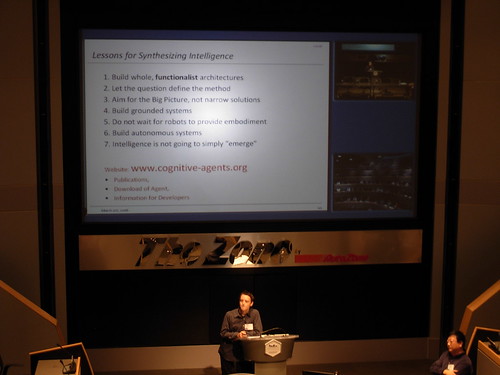 Lessons for Synthesizing Intelligence
1. Build whole, functionalist architectures
2. Let the question define the method
3. Aim for the Big Picture, not narrow solutions
4. Build grounded systems
5. Do not wait for robots to provide embodiment
6. Build autonomous systems
7. Intelligence is not going to simply "emerge"
Website: www.cognitive-agents.org
• Publications,
• Download of Agent,
• Information for Developers
The Zone